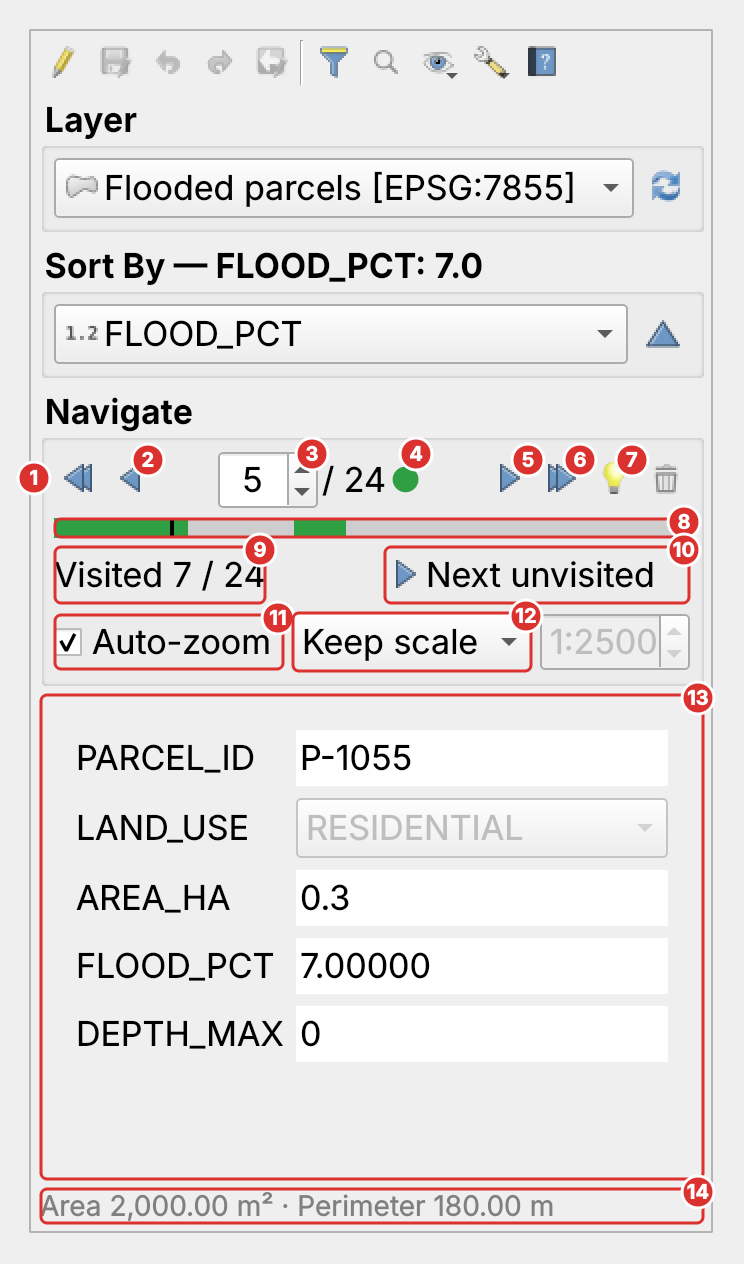 ?
Layer
Flooded parcels [EPSG:7855]
Sort By — FLOOD_PCT: 7.0
1.2 FLOOD_PCT
Navigate
1 2 5 3 / 24 4 5 6 7
8
Visited 7 / 24 9 Next unvisited 10
Auto-zoom 11 Keep scale 12 1:2500
13
PARCEL_ID P-1055
LAND_USE RESIDENTIAL
AREA_HA 0.3
FLOOD_PCT 7.00000
DEPTH_MAX 0
Area 2,000.00 m² · Perimeter 180.00 m 14